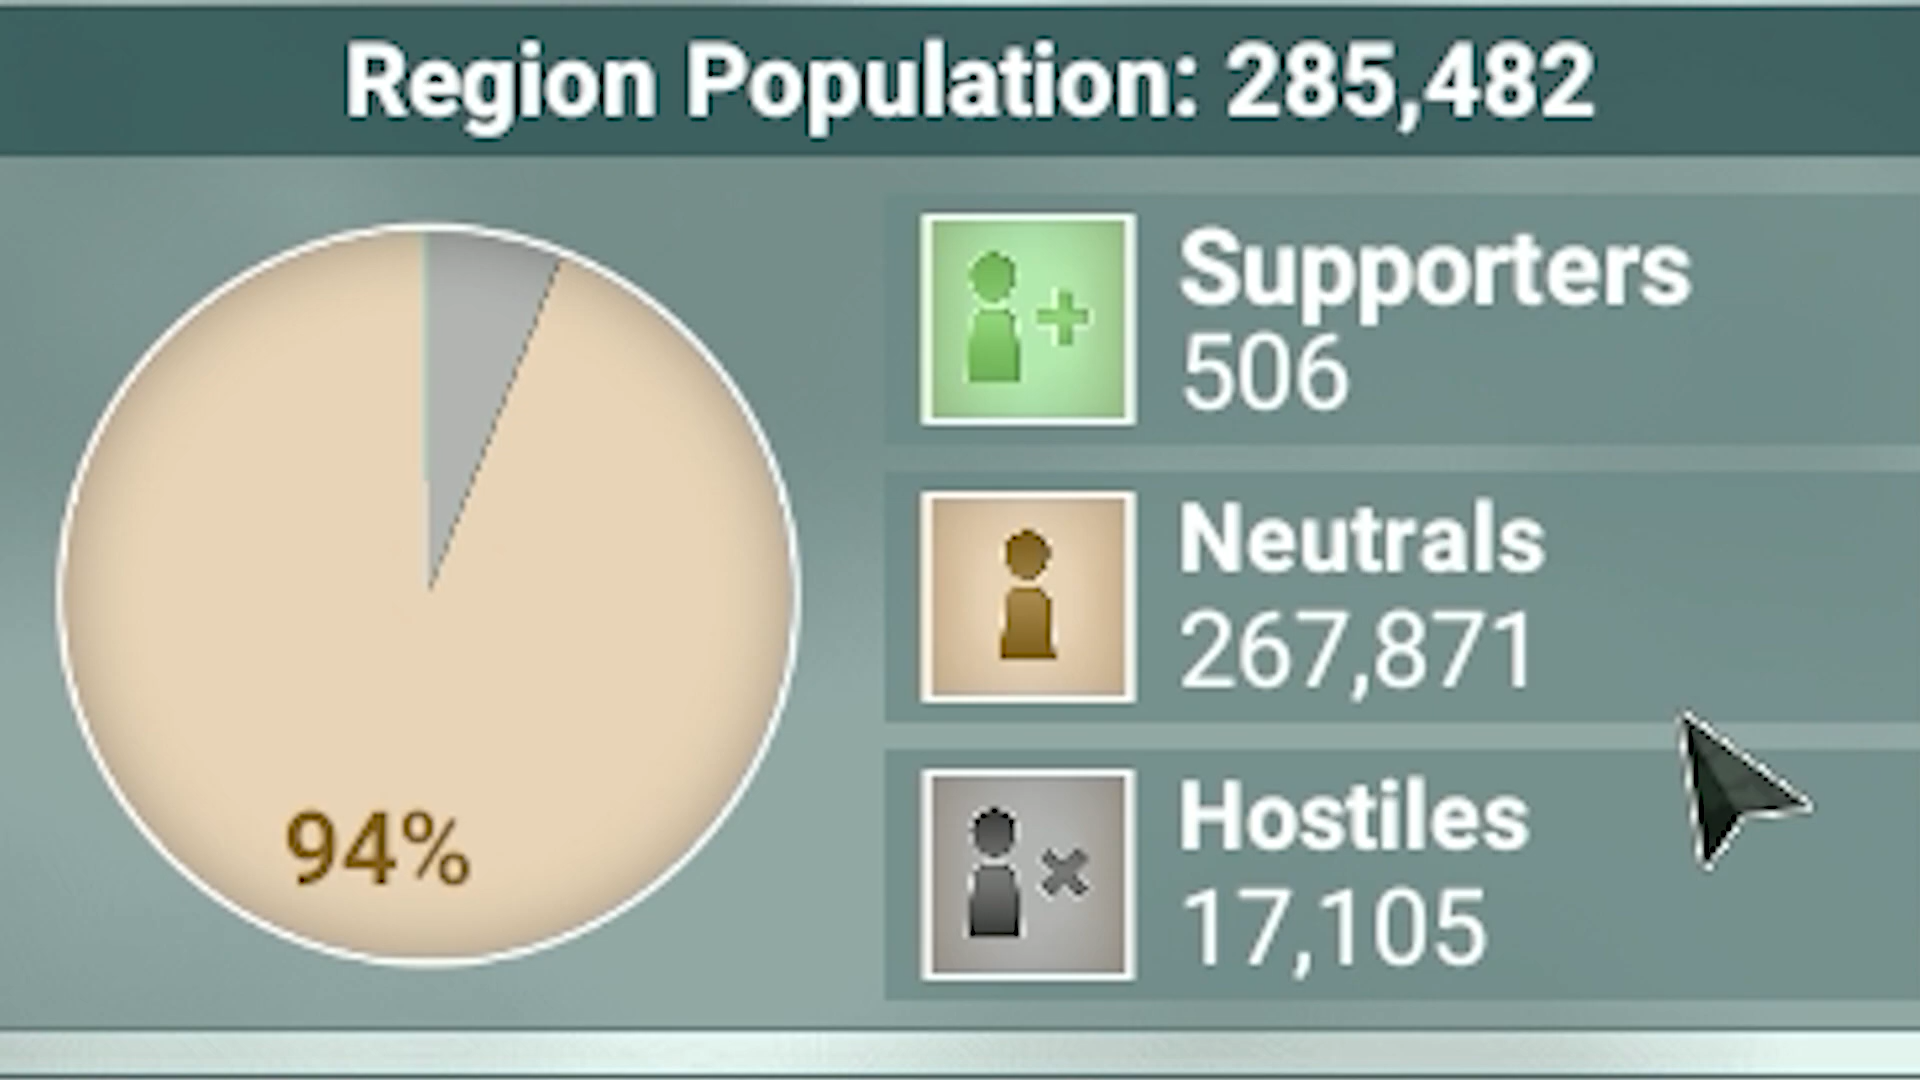 Region Population: 285,482
Supporters
506
Neutrals
267,871
94%
Hostiles
17,105